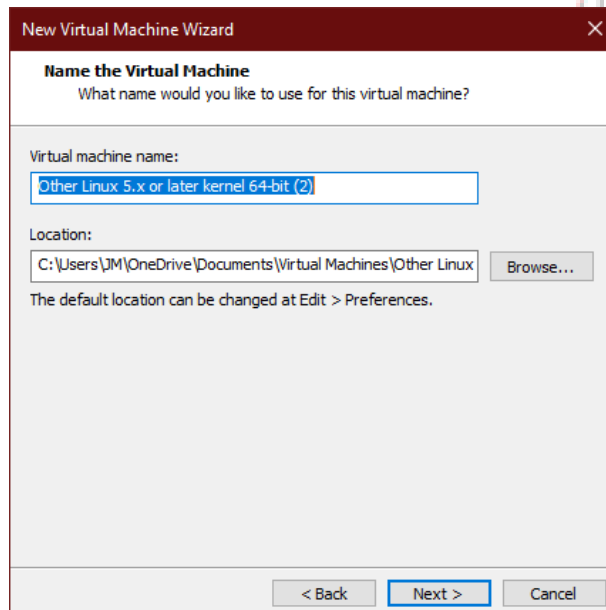 New Virtual Machine Wizard
Name the Virtual Machine
What name would you like to use for this virtual machine?
Virtual machine name:
Other Linux 5.x or later kernel 64-bit (2)
Location:
C:\Users\JM\OneDrive\Documents\Virtual Machines\Other Linux
Browse...
The default location can be changed at Edit > Preferences.
< Back
Next >
Cancel